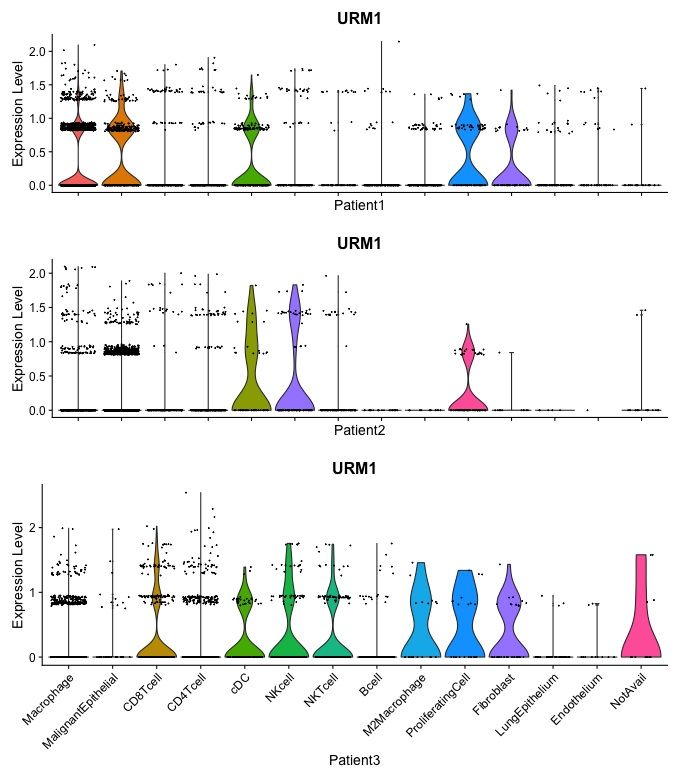 URM1
Expression Level
2.0
1.5
1.0
0.5
0.0
Patient1
URM1
Expression Level
2.0
1.5
1.0
0.5
0.0
Patient2
URM1
Expression Level
2
1
0
Macrophage
MalignantEpithelial
CD8Tcell
CD4Tcell
cDC
NKcell
NKTcell
Bcell
M2Macrophage
ProliferatingCell
Fibroblast
LungEpithelium
Endothelium
NotAvail
Patient3